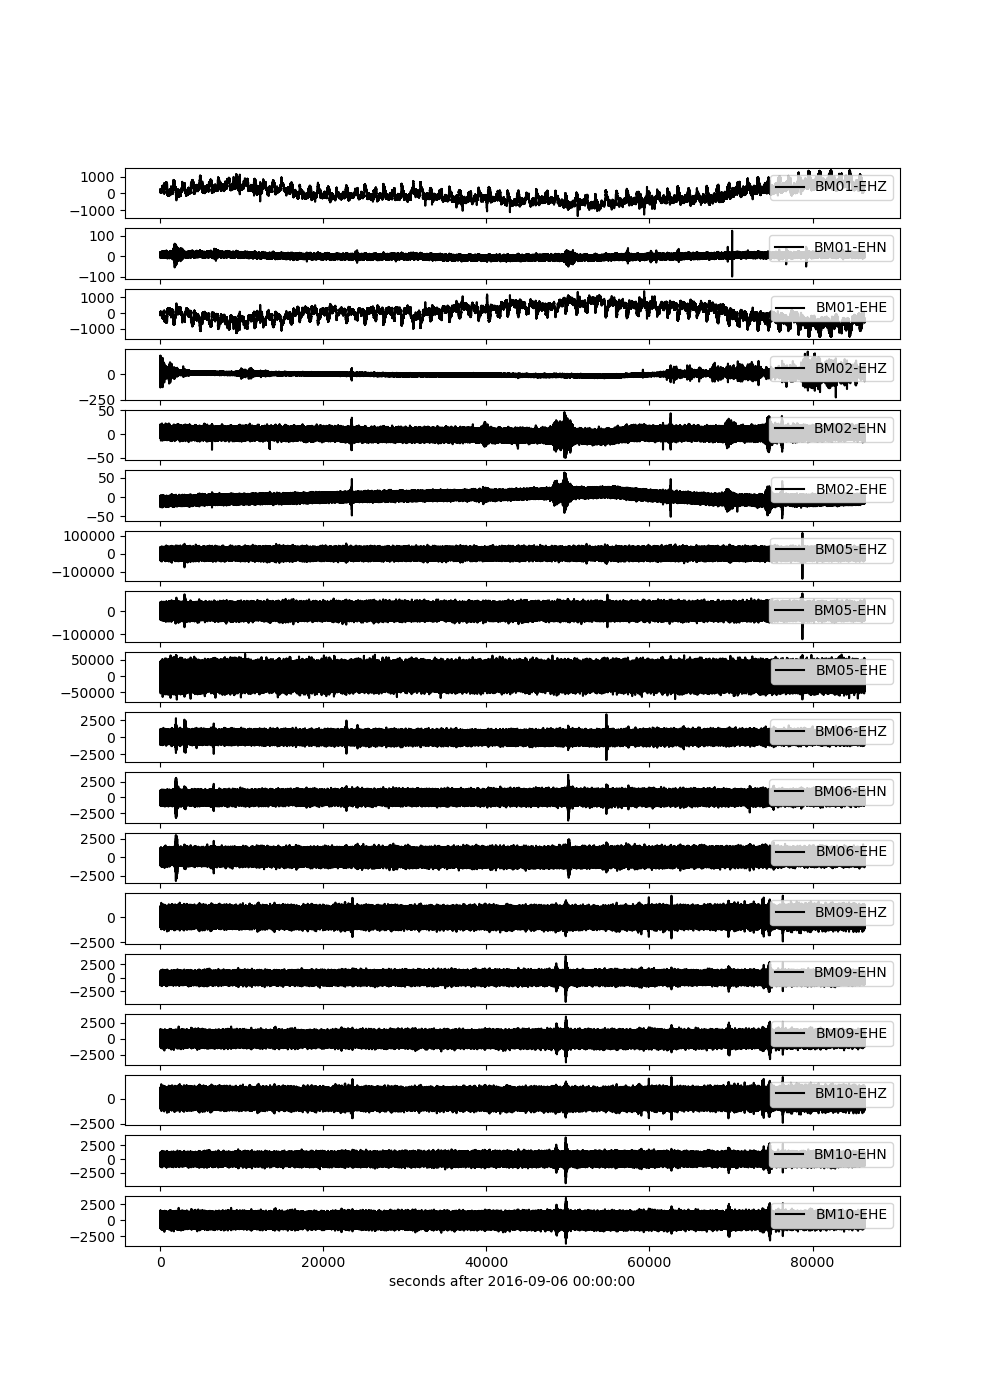 1000
0
−1000
BM01-EHZ
100
0
−100
BM01-EHN
1000
0
−1000
BM01-EHE
0
−250
BM02-EHZ
50
0
−50
BM02-EHN
50
0
−50
BM02-EHE
100000
0
−100000
BM05-EHZ
0
−100000
BM05-EHN
50000
0
−50000
BM05-EHE
2500
0
−2500
BM06-EHZ
2500
0
−2500
BM06-EHN
2500
0
−2500
BM06-EHE
0
−2500
BM09-EHZ
2500
0
−2500
BM09-EHN
2500
0
−2500
BM09-EHE
0
−2500
BM10-EHZ
2500
0
−2500
BM10-EHN
2500
0
−2500
BM10-EHE
0 20000 40000 60000 80000
seconds after 2016-09-06 00:00:00